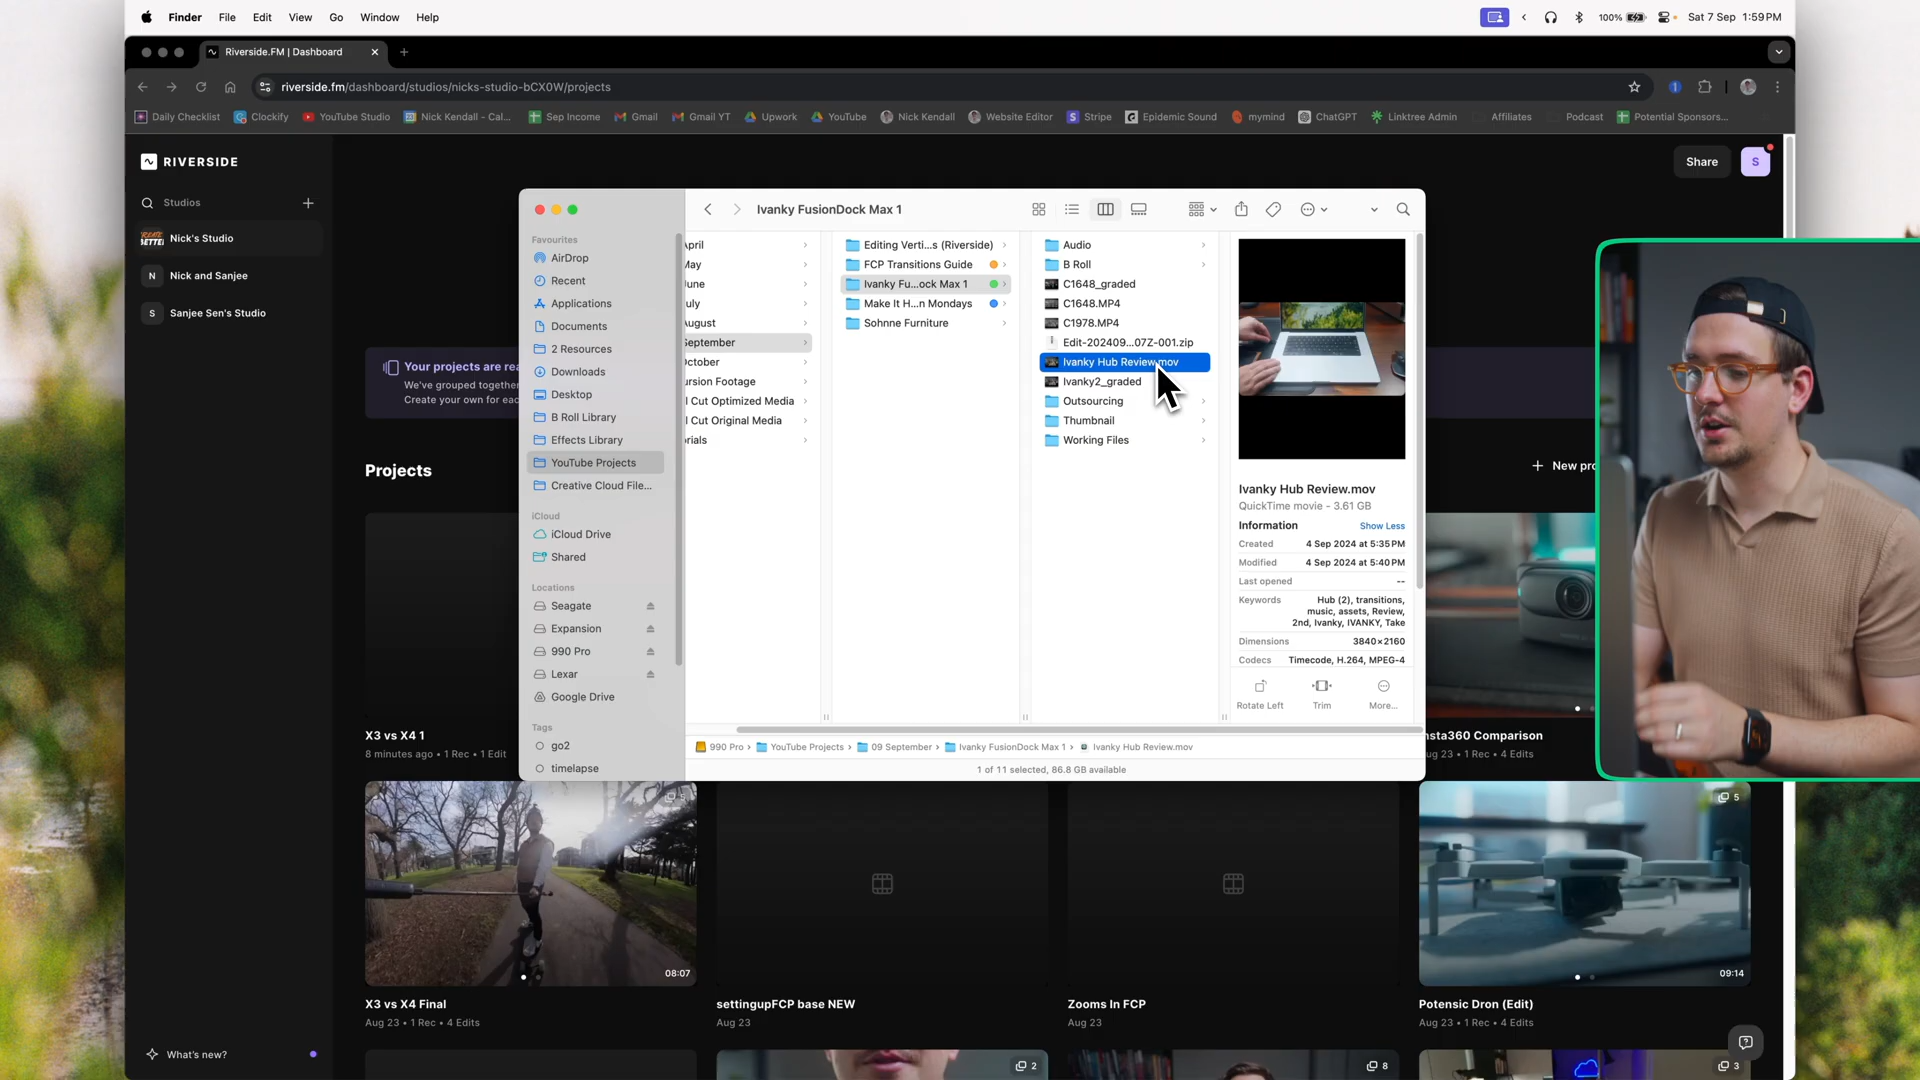 Finder File Edit View Go Window Help
100% Sat 7 Sep 1:59 PM
Riverside.FM | Dashboard
riverside.fm/dashboard/studios/nicks-studio-bCX0W/projects
Daily Checklist Clockify YouTube Studio Nick Kendall - Cal... Sep Income Gmail Gmail YT Upwork YouTube Nick Kendall Website Editor Stripe Epidemic Sound mymind ChatGPT Linktree Admin Affiliates Podcast Potential Sponsors...
RIVERSIDE
Share
S
Studios
Nick's Studio
N Nick and Sanjee
S Sanjee Sen's Studio
What's new?
Your projects are rea
We've grouped together
Create your own for eac
Projects
New pro
Ivanky FusionDock Max 1
Favourites
AirDrop
Recent
Applications
Documents
2 Resources
Downloads
Desktop
B Roll Library
Effects Library
YouTube Projects
Creative Cloud File...
iCloud
iCloud Drive
Shared
Locations
Seagate
Expansion
990 Pro
Lexar
Google Drive
Tags
go2
timelapse
April
May
June
July
August
September
October
ursion Footage
l Cut Optimized Media
l Cut Original Media
rials
Editing Verti...s (Riverside)
FCP Transitions Guide
Ivanky Fu...ock Max 1
Make It H...n Mondays
Sohnne Furniture
Audio
B Roll
C1648_graded
C1648.MP4
C1978.MP4
Edit-202409...07Z-001.zip
Ivanky Hub Review.mov
Ivanky2_graded
Outsourcing
Thumbnail
Working Files
Ivanky Hub Review.mov
QuickTime movie - 3.61 GB
Information Show Less
Created 4 Sep 2024 at 5:35 PM
Modified 4 Sep 2024 at 5:40 PM
Last opened --
Keywords Hub (2), transitions,
music, assets, Review,
2nd, Ivanky, IVANKY, Take
Dimensions 3840×2160
Codecs Timecode, H.264, MPEG-4
Rotate Left Trim More...
990 Pro › YouTube Projects › 09 September › Ivanky FusionDock Max 1 › Ivanky Hub Review.mov
1 of 11 selected, 86.8 GB available
X3 vs X4 1
8 minutes ago • 1 Rec • 1 Edit
nsta360 Comparison
ug 23 • 1 Rec • 4 Edits
08:07
5
09:14
X3 vs X4 Final
Aug 23 • 1 Rec • 4 Edits
settingupFCP base NEW
Aug 23
Zooms In FCP
Aug 23
Potensic Dron (Edit)
Aug 23 • 1 Rec • 4 Edits
2
8
3